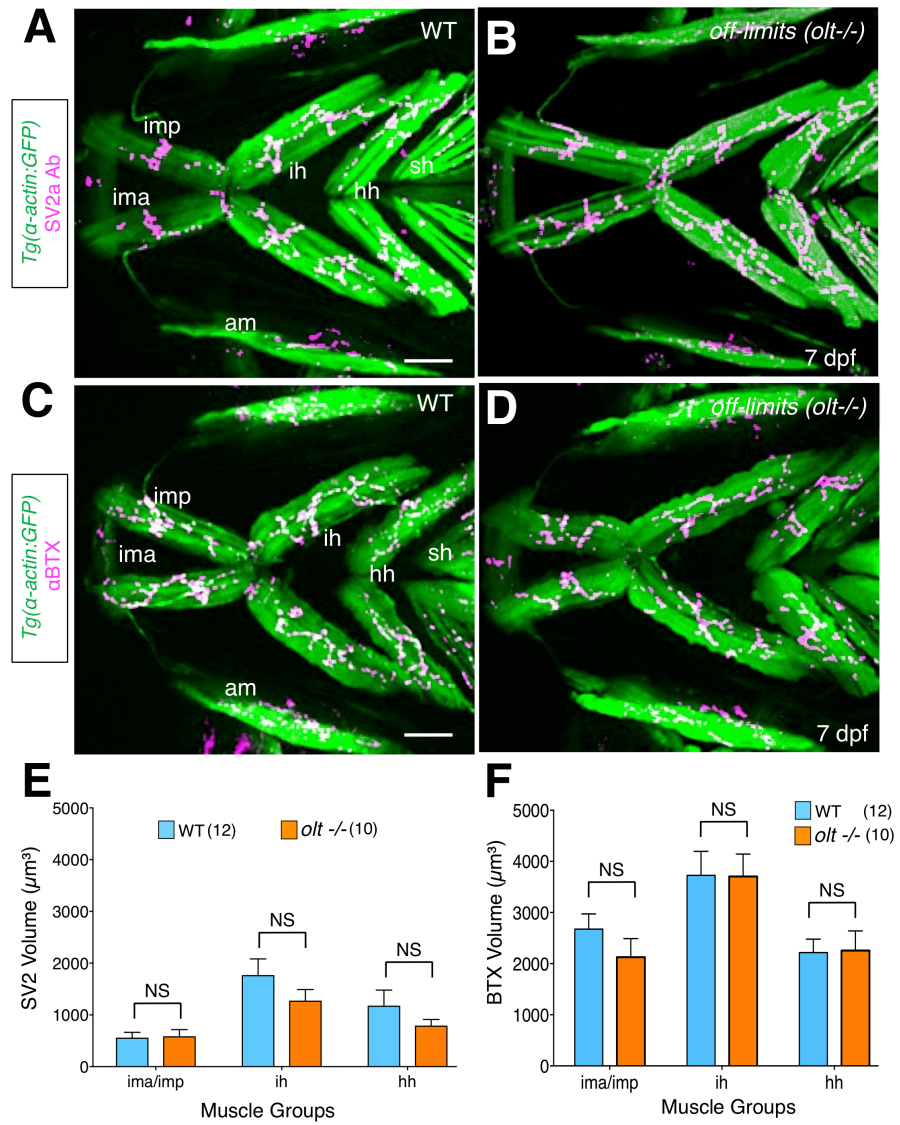 A
WT
Tg(α-actin:GFP)
SV2a Ab
imp
ima
ih
hh
sh
am
B
off-limits (olt-/-)
7 dpf
C
WT
Tg(α-actin:GFP)
αBTX
imp
ima
ih
hh
sh
am
D
off-limits (olt-/-)
7 dpf
E
SV2 Volume (µm³)
5000
4000
3000
2000
1000
0
WT (12)
olt -/- (10)
NS
NS
NS
ima/imp
ih
hh
Muscle Groups
F
BTX Volume (µm³)
5000
4000
3000
2000
1000
0
WT (12)
olt -/- (10)
NS
NS
NS
ima/imp
ih
hh
Muscle Groups